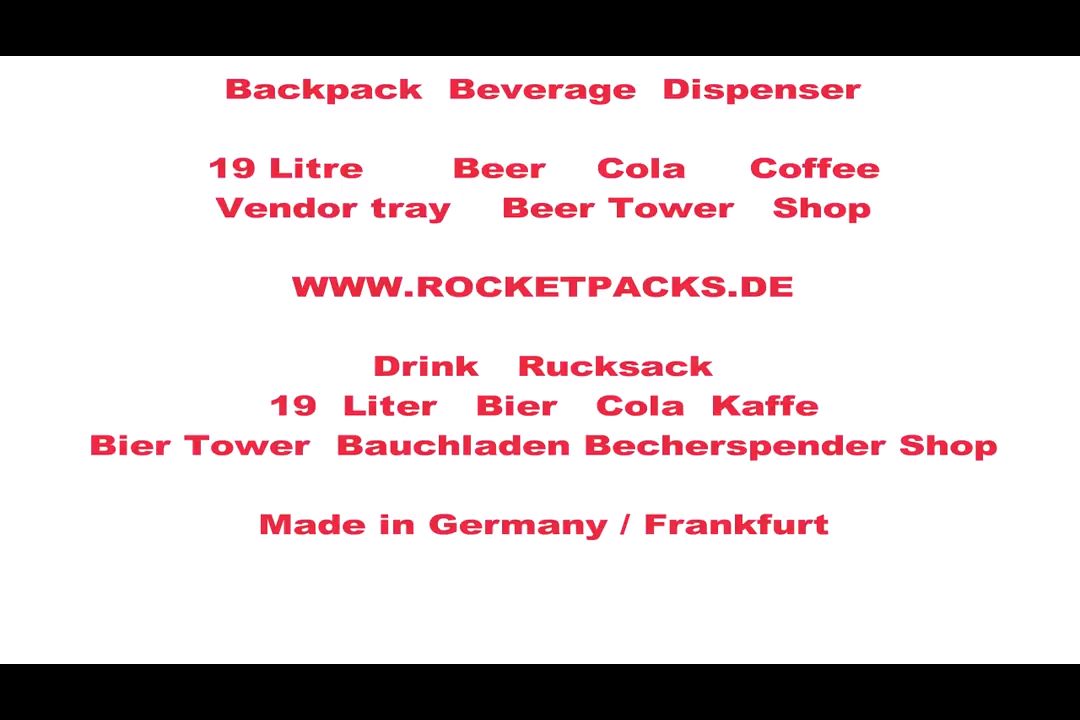 Backpack Beverage Dispenser
19 Litre Beer Cola Coffee
Vendor tray Beer Tower Shop
WWW.ROCKETPACKS.DE
Drink Rucksack
19 Liter Bier Cola Kaffe
Bier Tower Bauchladen Becherspender Shop
Made in Germany / Frankfurt